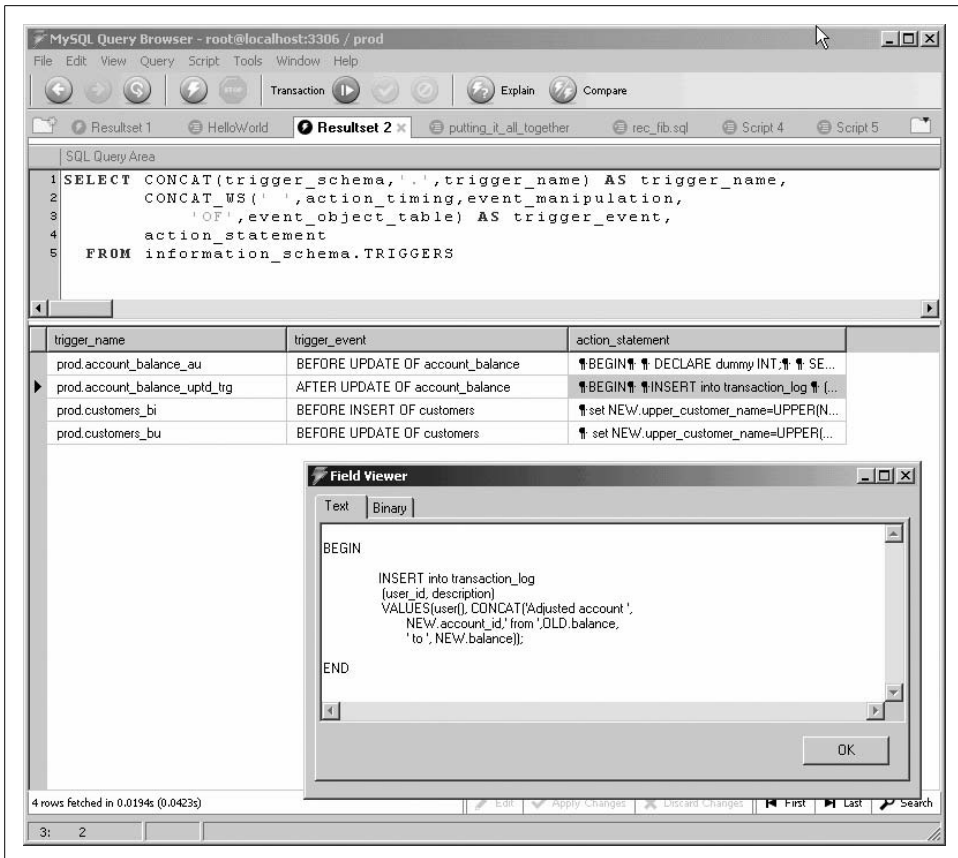 MySQL Query Browser - root@localhost:3306 / prod
File Edit View Query Script Tools Window Help
STOP Transaction Explain Compare
Resultset 1 HelloWorld Resultset 2 putting_it_all_together rec_fib.sql Script 4 Script 5
SQL Query Area
1 SELECT CONCAT(trigger_schema,'.',trigger_name) AS trigger_name,
2 CONCAT_WS(' ',action_timing,event_manipulation,
3 'OF',event_object_table) AS trigger_event,
4 action_statement
5 FROM information_schema.TRIGGERS
trigger_name trigger_event action_statement
prod.account_balance_au BEFORE UPDATE OF account_balance ¶BEGIN¶ ¶ DECLARE dummy INT;¶ ¶ SE...
prod.account_balance_uptd_trg AFTER UPDATE OF account_balance ¶BEGIN¶ ¶INSERT into transaction_log ¶ (...
prod.customers_bi BEFORE INSERT OF customers ¶set NEW.upper_customer_name=UPPER(N...
prod.customers_bu BEFORE UPDATE OF customers ¶ set NEW.upper_customer_name=UPPER(...
Field Viewer
Text Binary
BEGIN
INSERT into transaction_log
(user_id, description)
VALUES(user(), CONCAT('Adjusted account ',
NEW.account_id,' from ',OLD.balance,
' to ', NEW.balance));
END
OK
4 rows fetched in 0.0194s (0.0423s) Edit Apply Changes Discard Changes First Last Search
3: 2